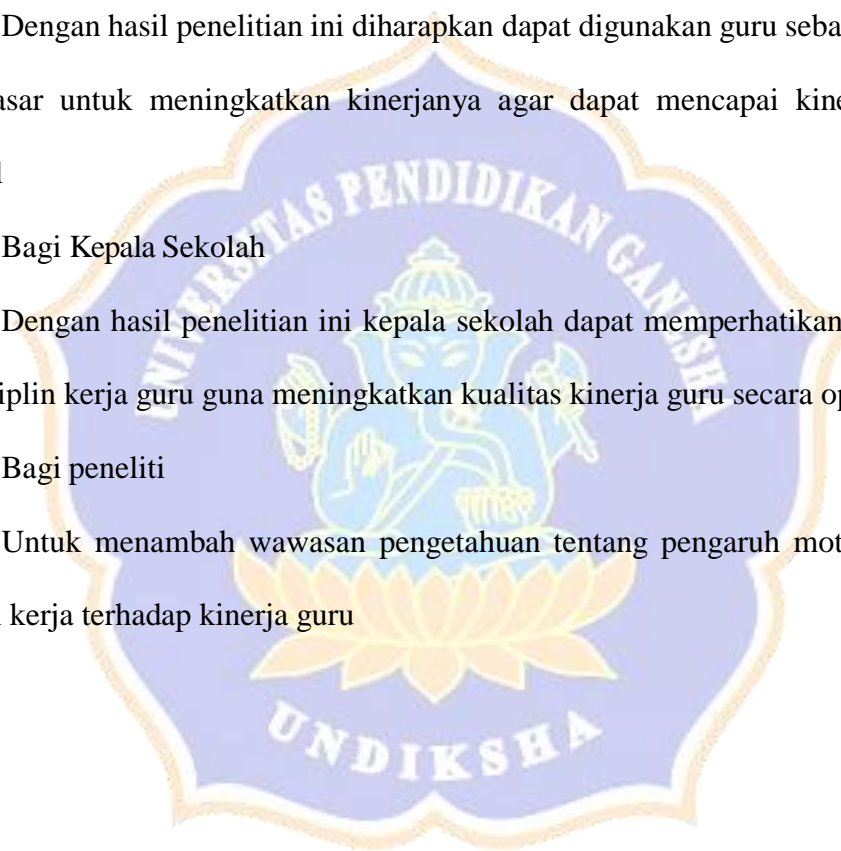 Dengan hasil penelitian ini diharapkan dapat digunakan guru seba
asar untuk meningkatkan kinerjanya agar dapat mencapai kine
Bagi Kepala Sekolah
Dengan hasil penelitian ini kepala sekolah dapat memperhatikan
iplin kerja guru guna meningkatkan kualitas kinerja guru secara op
Bagi peneliti
Untuk menambah wawasan pengetahuan tentang pengaruh mot
kerja terhadap kinerja guru
UNIVERSITAS PENDIDIKAN GANESHA
UNDIKSHA